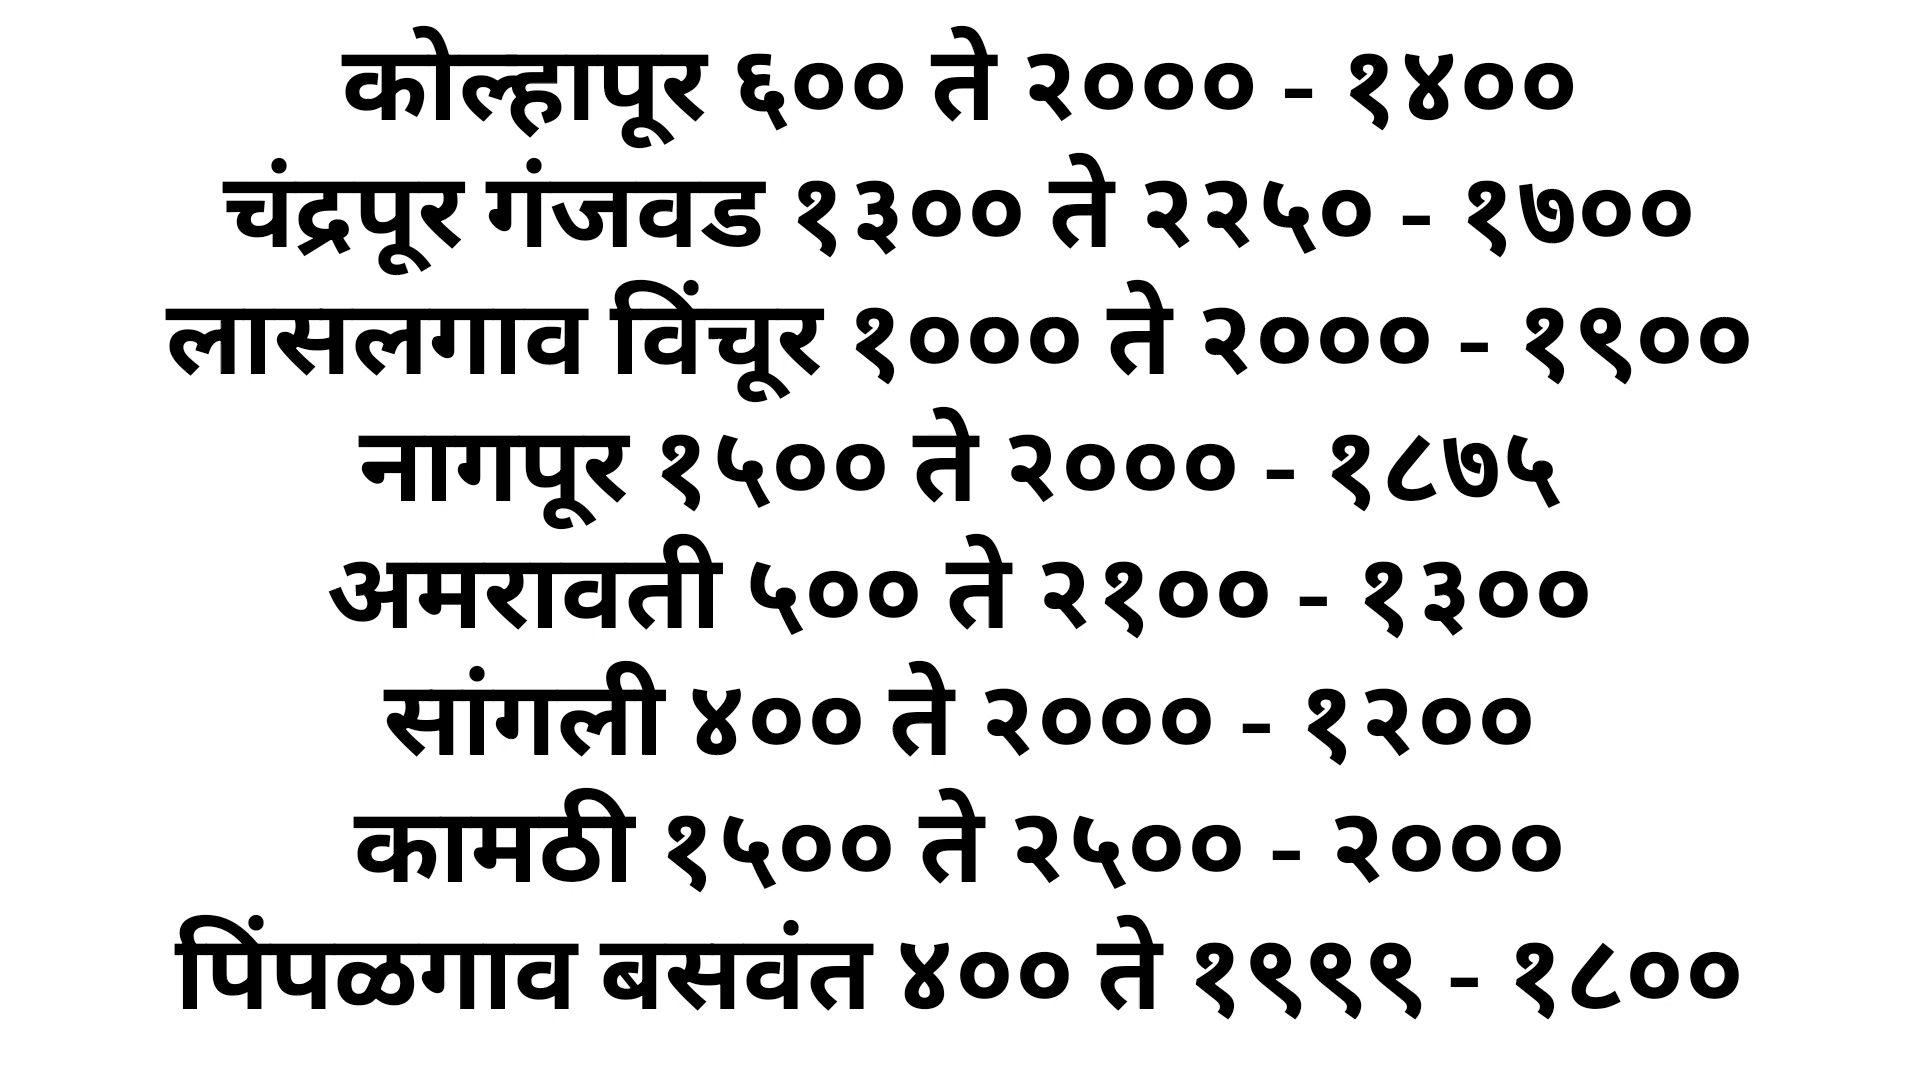 कोल्हापूर ६०० ते २००० - १४००
चंद्रपूर गंजवड १३०० ते २२५० - १७००
लासलगाव विंचूर १००० ते २००० - १९००
नागपूर १५०० ते २००० - १८७५
अमरावती ५०० ते २१०० - १३००
सांगली ४०० ते २००० - १२००
कामठी १५०० ते २५०० - २०००
पिंपळगाव बसवंत ४०० ते १९९९ - १८००